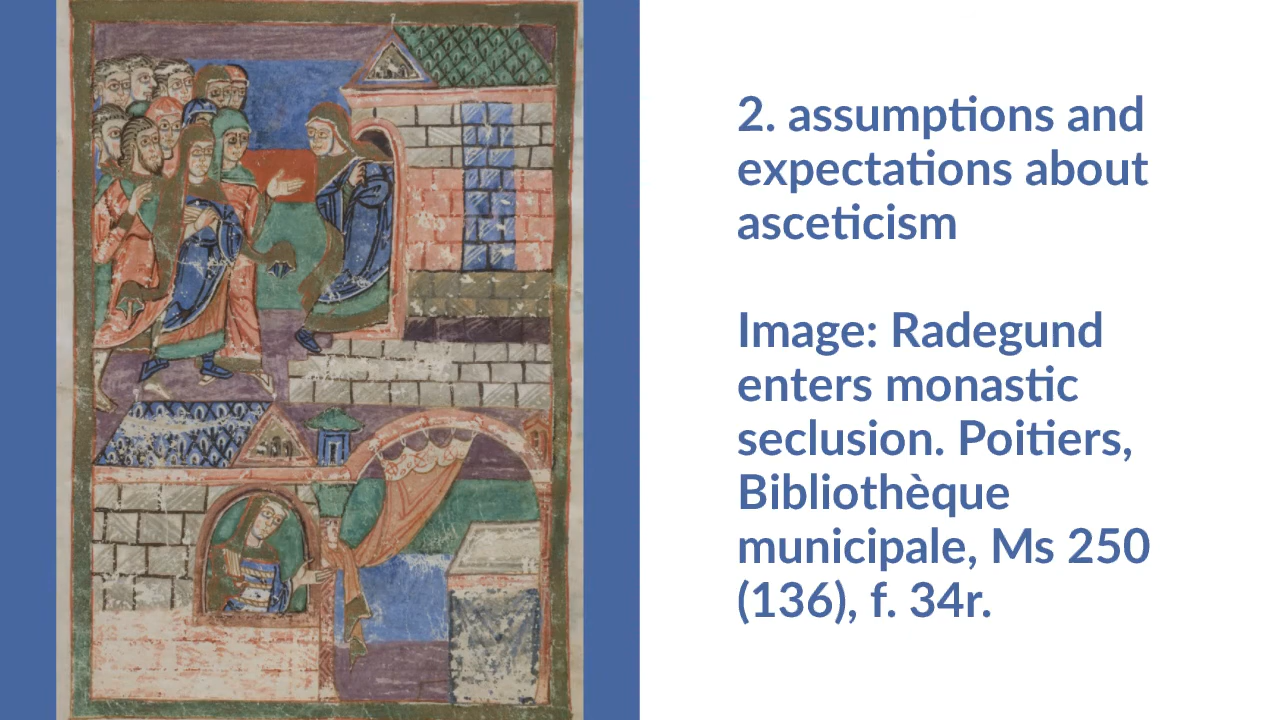 2. assumptions and
expectations about
asceticism
Image: Radegund
enters monastic
seclusion. Poitiers,
Bibliothèque
municipale, Ms 250
(136), f. 34r.